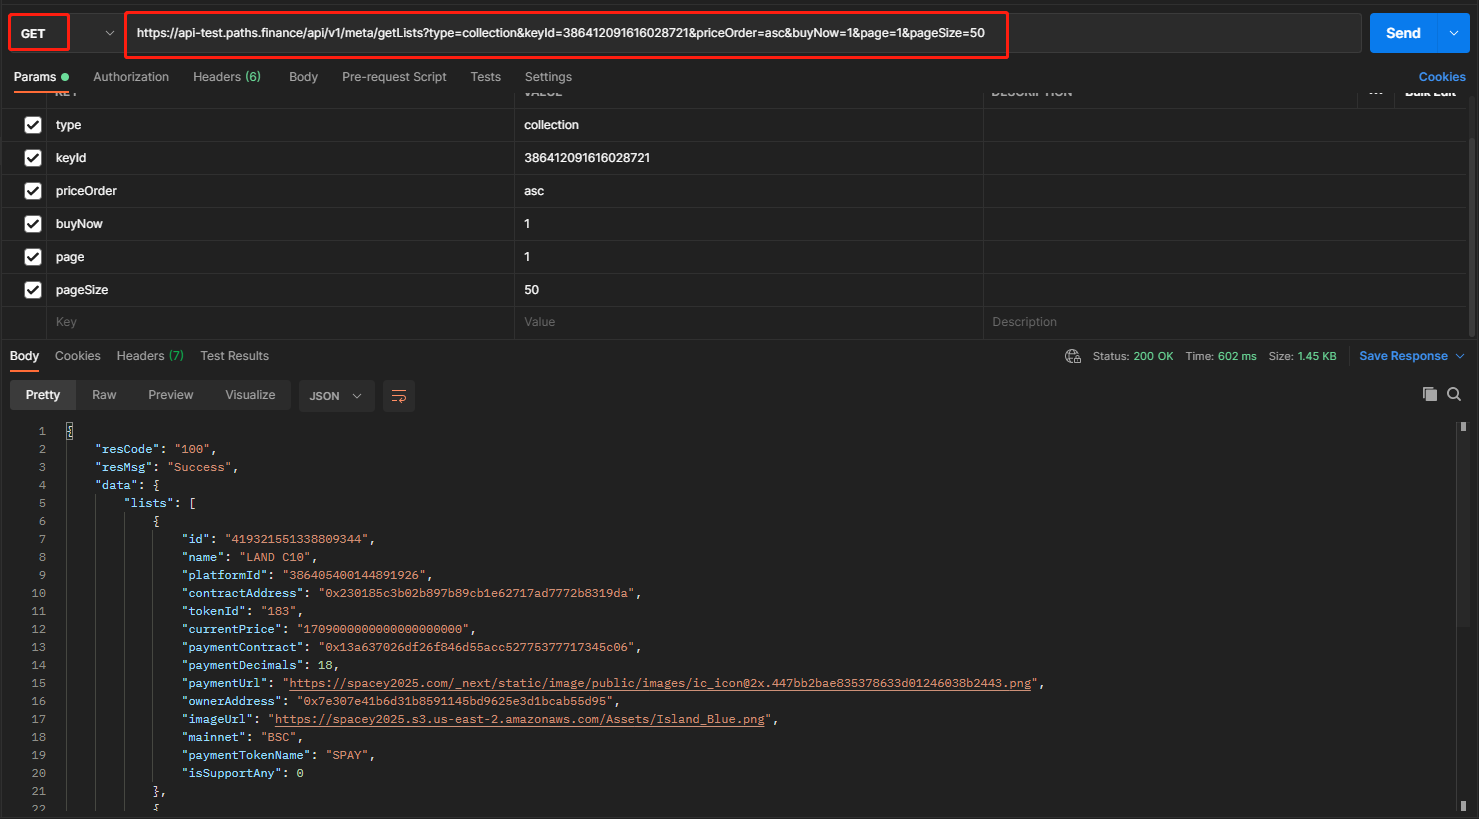 GET https://api-test.paths.finance/api/v1/meta/getLists?type=collection&keyId=386412091616028721&priceOrder=asc&buyNow=1&page=1&pageSize=50 Send
Params Authorization Headers (6) Body Pre-request Script Tests Settings Cookies
KEY VALUE DESCRIPTION ••• Bulk Edit
type collection
keyId 386412091616028721
priceOrder asc
buyNow 1
page 1
pageSize 50
Key Value Description
Body Cookies Headers (7) Test Results Status: 200 OK Time: 602 ms Size: 1.45 KB Save Response
Pretty Raw Preview Visualize JSON
1 {
2 "resCode": "100",
3 "resMsg": "Success",
4 "data": {
5 "lists": [
6 {
7 "id": "419321551338809344",
8 "name": "LAND C10",
9 "platformId": "386405400144891926",
10 "contractAddress": "0x230185c3b02b897b89cb1e62717ad7772b8319da",
11 "tokenId": "183",
12 "currentPrice": "1709000000000000000000",
13 "paymentContract": "0x13a637026df26f846d55acc52775377717345c06",
14 "paymentDecimals": 18,
15 "paymentUrl": "https://spacey2025.com/_next/static/image/public/images/ic_icon@2x.447bb2bae835378633d01246038b2443.png",
16 "ownerAddress": "0x7e307e41b6d31b8591145bd9625e3d1bcab55d95",
17 "imageUrl": "https://spacey2025.s3.us-east-2.amazonaws.com/Assets/Island_Blue.png",
18 "mainnet": "BSC",
19 "paymentTokenName": "SPAY",
20 "isSupportAny": 0
21 },
22 {